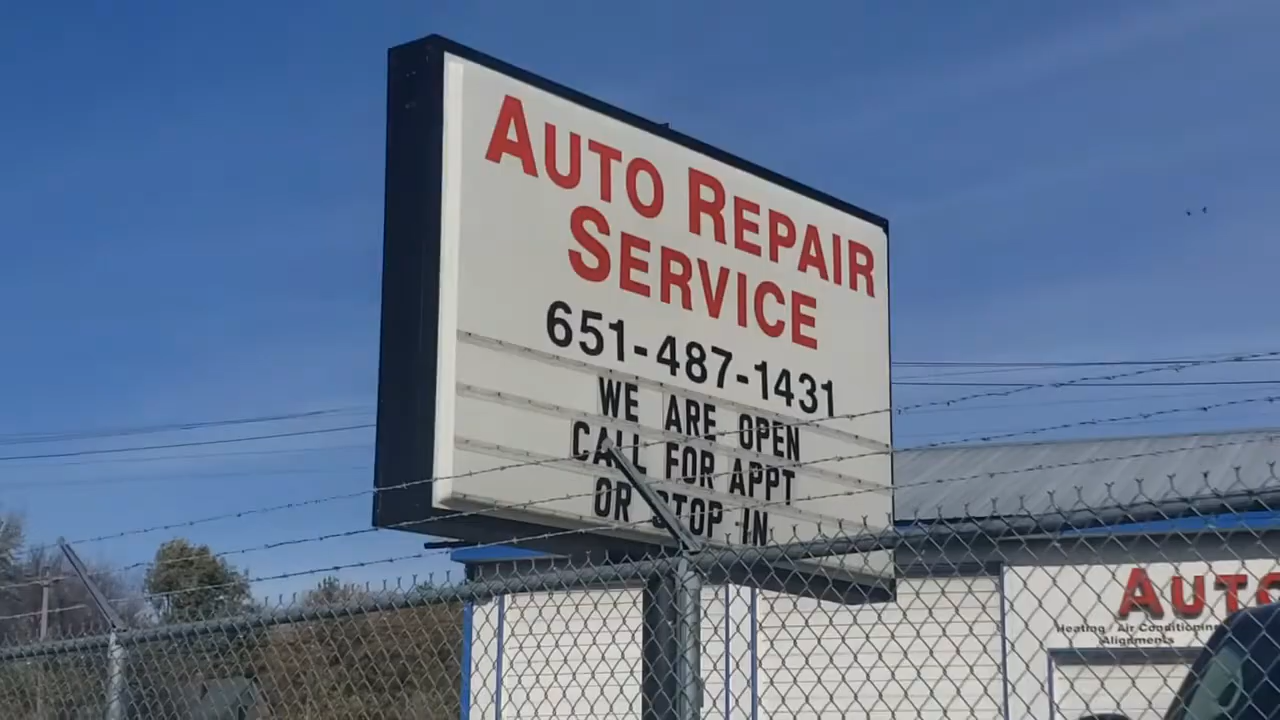 AUTO REPAIR
SERVICE
651-487-1431
WE ARE OPEN
CALL FOR APPT
OR STOP IN
AUTO
Heating / Air Conditioning
Alignments